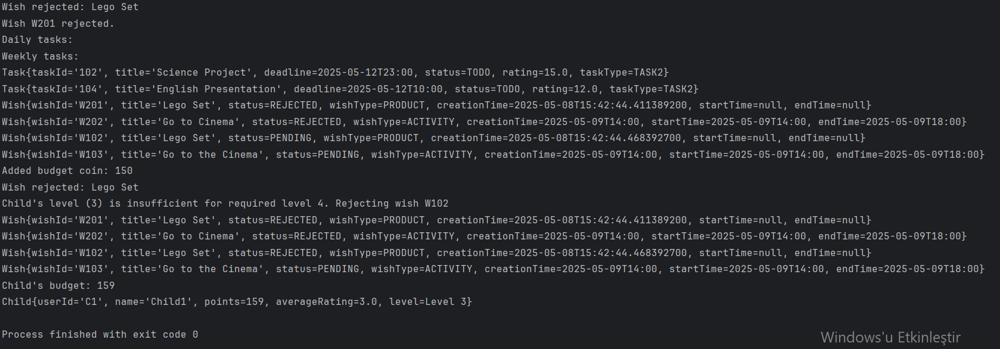 Wish rejected: Lego Set
Wish W201 rejected.
Daily tasks:
Weekly tasks:
Task{taskId='102', title='Science Project', deadline=2025-05-12T23:00, status=TODO, rating=15.0, taskType=TASK2}
Task{taskId='104', title='English Presentation', deadline=2025-05-12T10:00, status=TODO, rating=12.0, taskType=TASK2}
Wish{wishId='W201', title='Lego Set', status=REJECTED, wishType=PRODUCT, creationTime=2025-05-08T15:42:44.411389200, startTime=null, endTime=null}
Wish{wishId='W202', title='Go to Cinema', status=REJECTED, wishType=ACTIVITY, creationTime=2025-05-09T14:00, startTime=2025-05-09T14:00, endTime=2025-05-09T18:00}
Wish{wishId='W102', title='Lego Set', status=PENDING, wishType=PRODUCT, creationTime=2025-05-08T15:42:44.468392700, startTime=null, endTime=null}
Wish{wishId='W103', title='Go to the Cinema', status=PENDING, wishType=ACTIVITY, creationTime=2025-05-09T14:00, startTime=2025-05-09T14:00, endTime=2025-05-09T18:00}
Added budget coin: 150
Wish rejected: Lego Set
Child's level (3) is insufficient for required level 4. Rejecting wish W102
Wish{wishId='W201', title='Lego Set', status=REJECTED, wishType=PRODUCT, creationTime=2025-05-08T15:42:44.411389200, startTime=null, endTime=null}
Wish{wishId='W202', title='Go to Cinema', status=REJECTED, wishType=ACTIVITY, creationTime=2025-05-09T14:00, startTime=2025-05-09T14:00, endTime=2025-05-09T18:00}
Wish{wishId='W102', title='Lego Set', status=REJECTED, wishType=PRODUCT, creationTime=2025-05-08T15:42:44.468392700, startTime=null, endTime=null}
Wish{wishId='W103', title='Go to the Cinema', status=PENDING, wishType=ACTIVITY, creationTime=2025-05-09T14:00, startTime=2025-05-09T14:00, endTime=2025-05-09T18:00}
Child's budget: 159
Child{userId='C1', name='Child1', points=159, averageRating=3.0, level=Level 3}
Process finished with exit code 0
Windows'u Etkinleştir